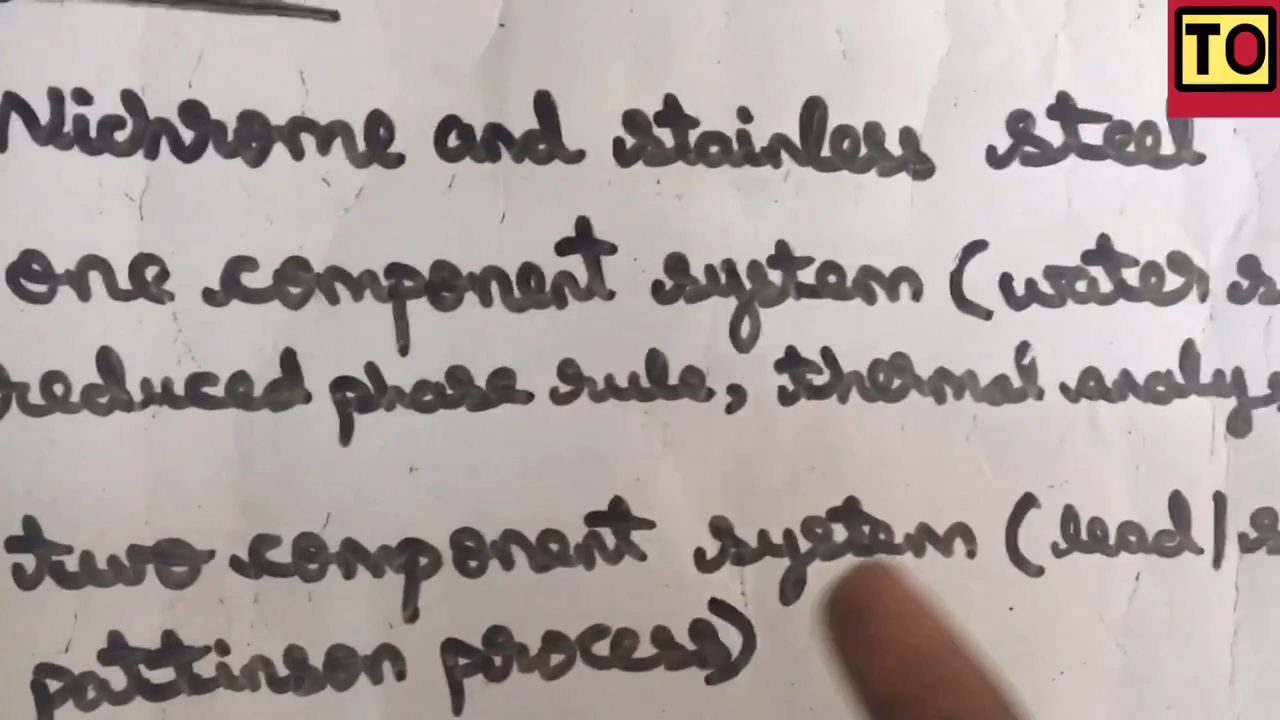 TO
Nichrome and stainless steel
one component system (water s
reduced phase rule, thermal analys
two component system (lead|s
pattinson process)